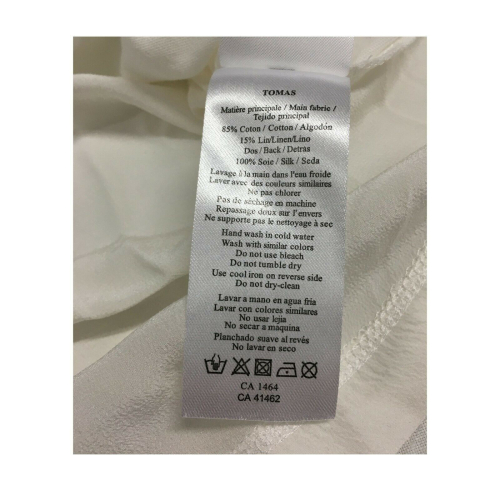 TOMAS
Matière principale / Main fabric /
Tejido principal
85% Coton / Cotton / Algodón
15% Lin/Linen/Lino
Dos / Back / Detras
100% Soie / Silk / Seda
Lavage à la main dans l'eau froide
Laver avec des couleurs similaires
No pas chlorer
Pas de séchage en machine
Repassage doux sur l'envers
Ne supporte pas le nettoyage à sec
Hand wash in cold water
Wash with similar colors
Do not use bleach
Do not tumble dry
Use cool iron on reverse side
Do not dry-clean
Lavar a mano en agua fria
Lavar con colores similares
No usar lejia
No secar a maquina
Planchado suave al revés
No lavar en seco
CA 1464
CA 41462